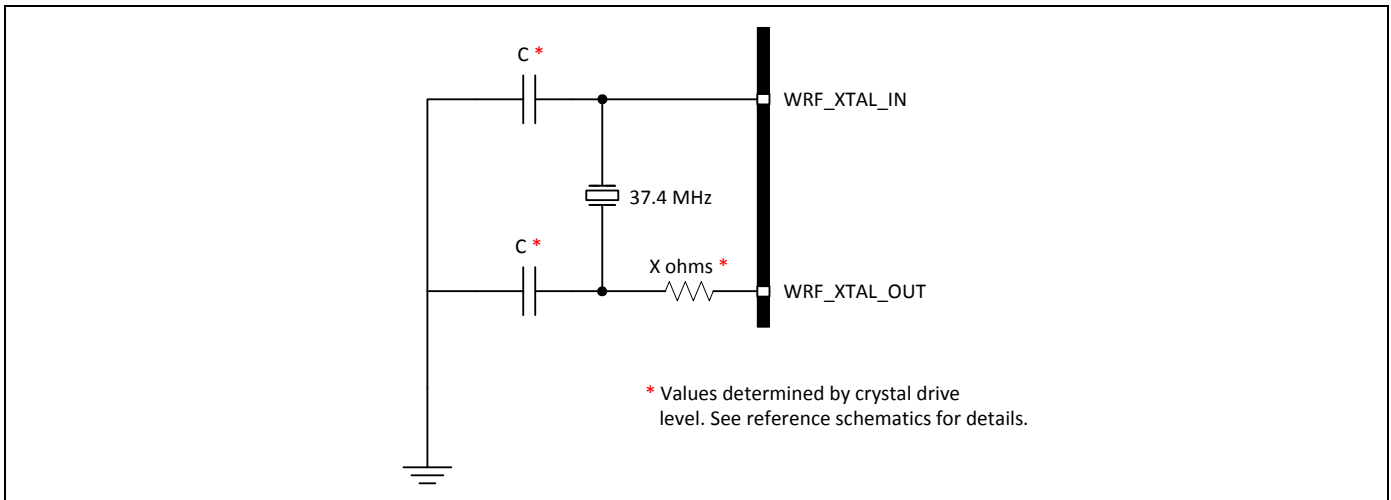 C *
WRF_XTAL_IN
37.4 MHz
C *
X ohms *
WRF_XTAL_OUT
* Values determined by crystal drive
level. See reference schematics for details.